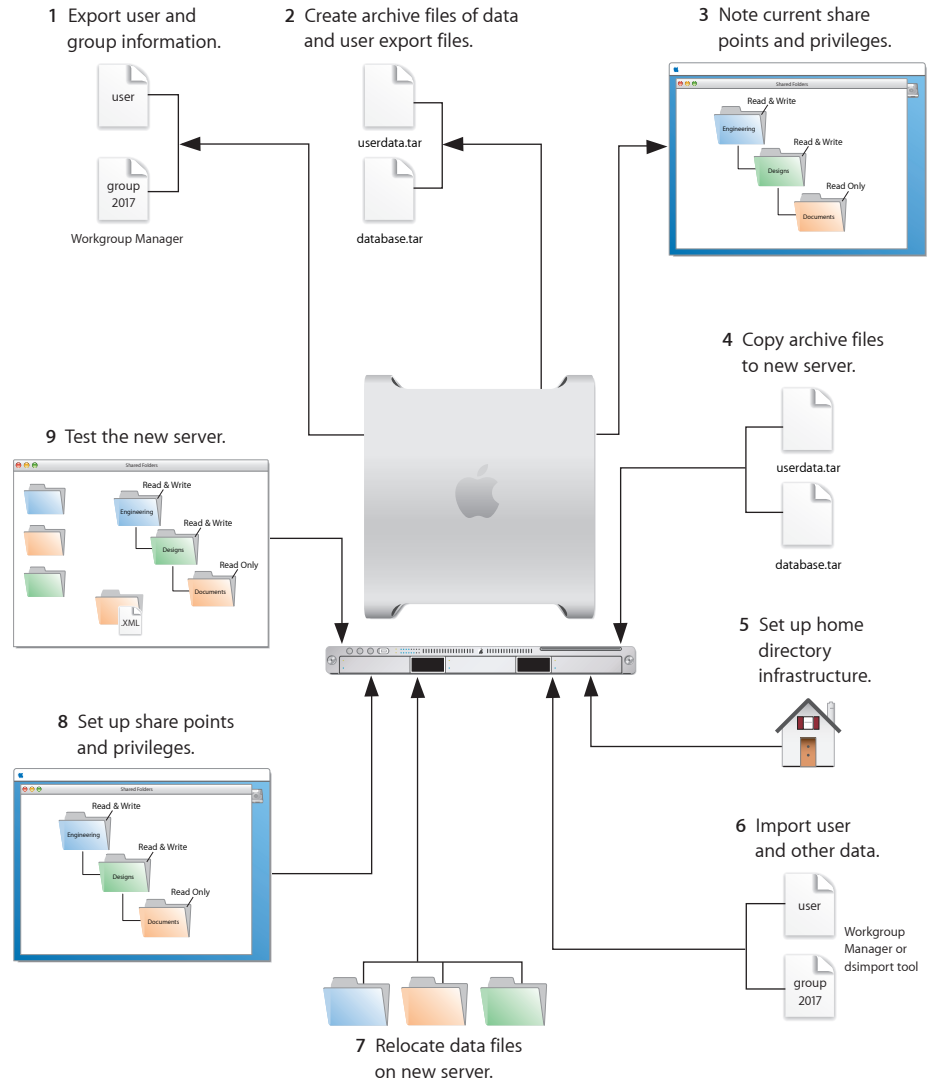 1 Export user and
group information.
user
group
2017
Workgroup Manager
2 Create archive files of data
and user export files.
userdata.tar
database.tar
3 Note current share
points and privileges.
Shared Folders
Read & Write
Engineering
Read & Write
Designs
Read Only
Documents
4 Copy archive files
to new server.
userdata.tar
database.tar
9 Test the new server.
Shared Folders
Read & Write
Engineering
Read & Write
Designs
Read Only
Documents
.XML
5 Set up home
directory
infrastructure.
8 Set up share points
and privileges.
Shared Folders
Read & Write
Engineering
Read & Write
Designs
Read Only
Documents
6 Import user
and other data.
user
group
2017
Workgroup
Manager or
dsimport tool
7 Relocate data files
on new server.